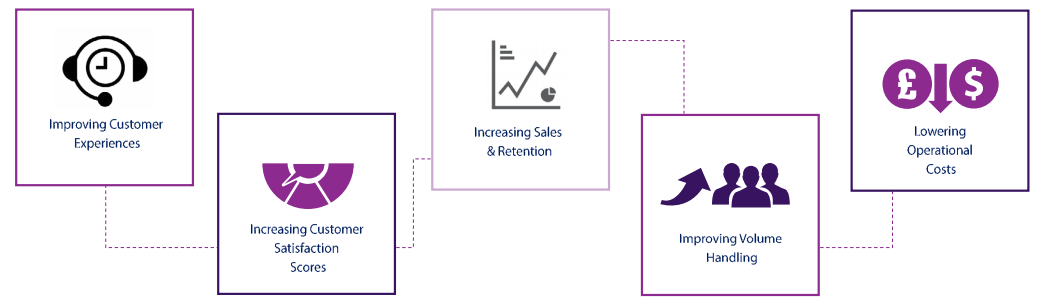 Improving Customer
Experiences
Increasing Customer
Satisfaction
Scores
Increasing Sales
& Retention
Improving Volume
Handling
£ $
Lowering
Operational
Costs